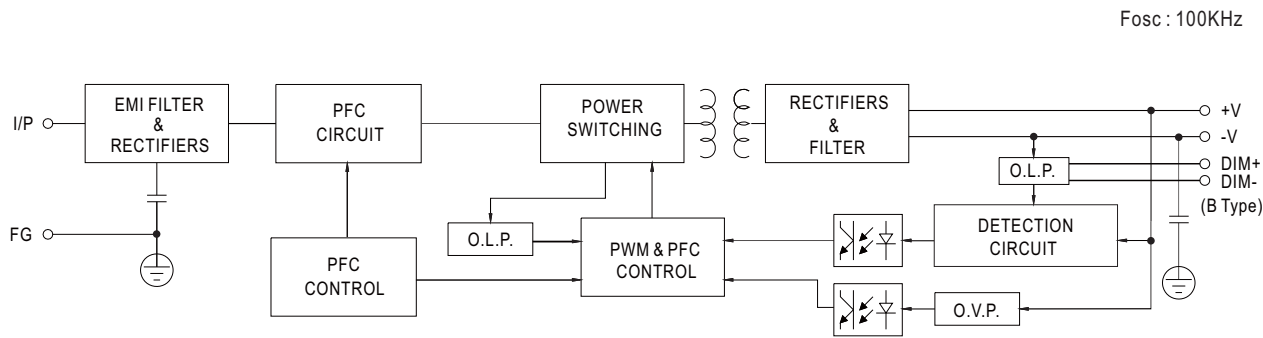 Fosc : 100KHz
I/P
EMI FILTER
&
RECTIFIERS
PFC
CIRCUIT
POWER
SWITCHING
RECTIFIERS
&
FILTER
+V
-V
DIM+
DIM-
(B Type)
O.L.P.
FG
O.L.P.
PFC
CONTROL
PWM & PFC
CONTROL
DETECTION
CIRCUIT
O.V.P.